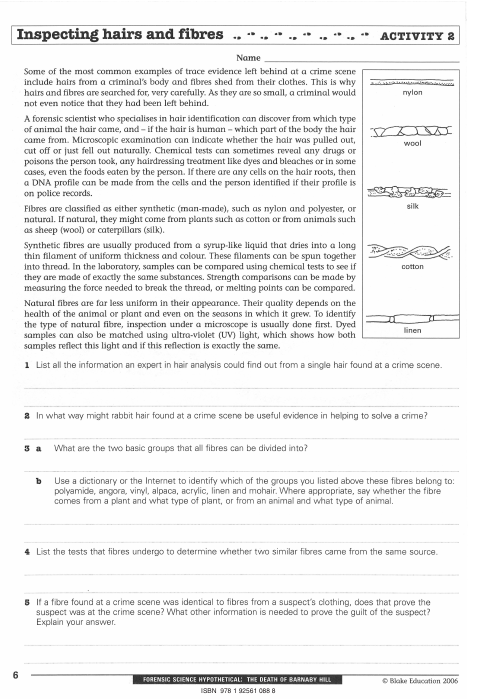 Inspecting hairs and fibres ACTIVITY 2
Name
Some of the most common examples of trace evidence left behind at a crime scene
include hairs from a criminal's body and fibres shed from their clothes. This is why
hairs and fibres are searched for, very carefully. As they are so small, a criminal would
not even notice that they had been left behind.
A forensic scientist who specialises in hair identification can discover from which type
of animal the hair came, and – if the hair is human – which part of the body the hair
came from. Microscopic examination can indicate whether the hair was pulled out,
cut off or just fell out naturally. Chemical tests can sometimes reveal any drugs or
poisons the person took, any hairdressing treatment like dyes and bleaches or in some
cases, even the foods eaten by the person. If there are any cells on the hair roots, then
a DNA profile can be made from the cells and the person identified if their profile is
on police records.
Fibres are classified as either synthetic (man-made), such as nylon and polyester, or
natural. If natural, they might come from plants such as cotton or from animals such
as sheep (wool) or caterpillars (silk).
Synthetic fibres are usually produced from a syrup-like liquid that dries into a long
thin filament of uniform thickness and colour. These filaments can be spun together
into thread. In the laboratory, samples can be compared using chemical tests to see if
they are made of exactly the same substances. Strength comparisons can be made by
measuring the force needed to break the thread, or melting points can be compared.
Natural fibres are far less uniform in their appearance. Their quality depends on the
health of the animal or plant and even on the seasons in which it grew. To identify
the type of natural fibre, inspection under a microscope is usually done first. Dyed
samples can also be matched using ultra-violet (UV) light, which shows how both
samples reflect this light and if this reflection is exactly the same.
nylon
wool
silk
cotton
linen
1 List all the information an expert in hair analysis could find out from a single hair found at a crime scene.
2 In what way might rabbit hair found at a crime scene be useful evidence in helping to solve a crime?
3 a What are the two basic groups that all fibres can be divided into?
b Use a dictionary or the Internet to identify which of the groups you listed above these fibres belong to:
polyamide, angora, vinyl, alpaca, acrylic, linen and mohair. Where appropriate, say whether the fibre
comes from a plant and what type of plant, or from an animal and what type of animal.
4 List the tests that fibres undergo to determine whether two similar fibres came from the same source.
5 If a fibre found at a crime scene was identical to fibres from a suspect's clothing, does that prove the
suspect was at the crime scene? What other information is needed to prove the guilt of the suspect?
Explain your answer.
6
FORENSIC SCIENCE HYPOTHETICAL: THE DEATH OF BARNABY HILL
© Blake Education 2006
ISBN 978 1 92561 088 8